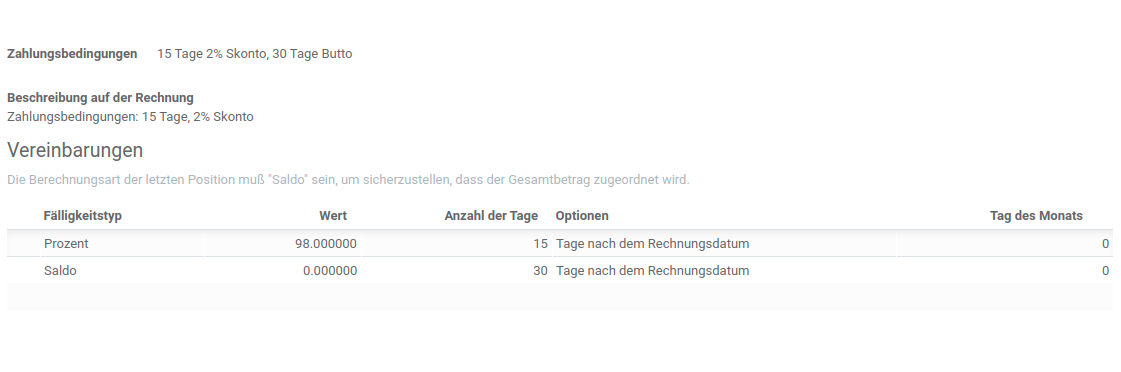 Zahlungsbedingungen 15 Tage 2% Skonto, 30 Tage Butto
Beschreibung auf der Rechnung
Zahlungsbedingungen: 15 Tage, 2% Skonto
Vereinbarungen
Die Berechnungsart der letzten Position muß "Saldo" sein, um sicherzustellen, dass der Gesamtbetrag zugeordnet wird.
Fälligkeitstyp Wert Anzahl der Tage Optionen Tag des Monats
Prozent 98.000000 15 Tage nach dem Rechnungsdatum 0
Saldo 0.000000 30 Tage nach dem Rechnungsdatum 0